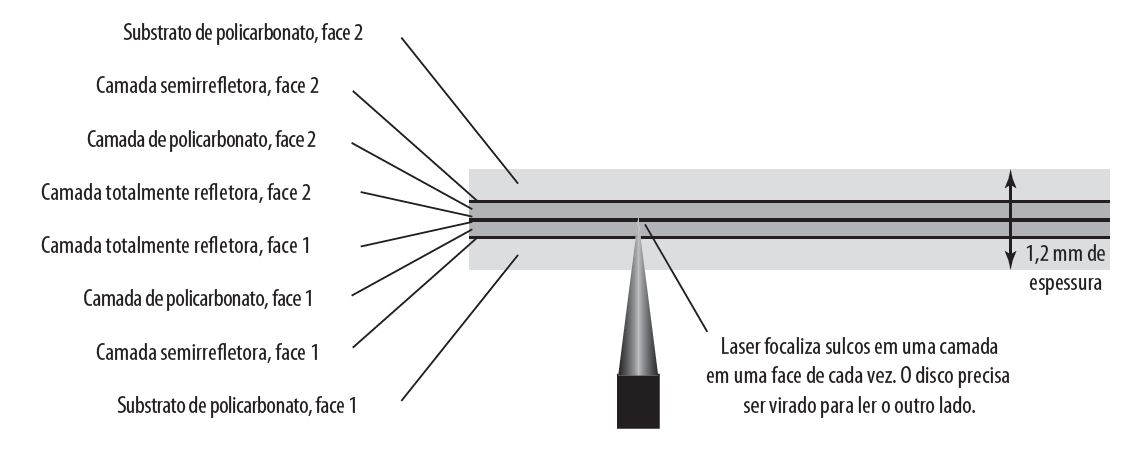 Substrato de policarbonato, face 2
Camada semirrefletora, face 2
Camada de policarbonato, face 2
Camada totalmente refletora, face 2
Camada totalmente refletora, face 1
Camada de policarbonato, face 1
Camada semirrefletora, face 1
Substrato de policarbonato, face 1
1,2 mm de
espessura
Laser focaliza sulcos em uma camada
em uma face de cada vez. O disco precisa
ser virado para ler o outro lado.